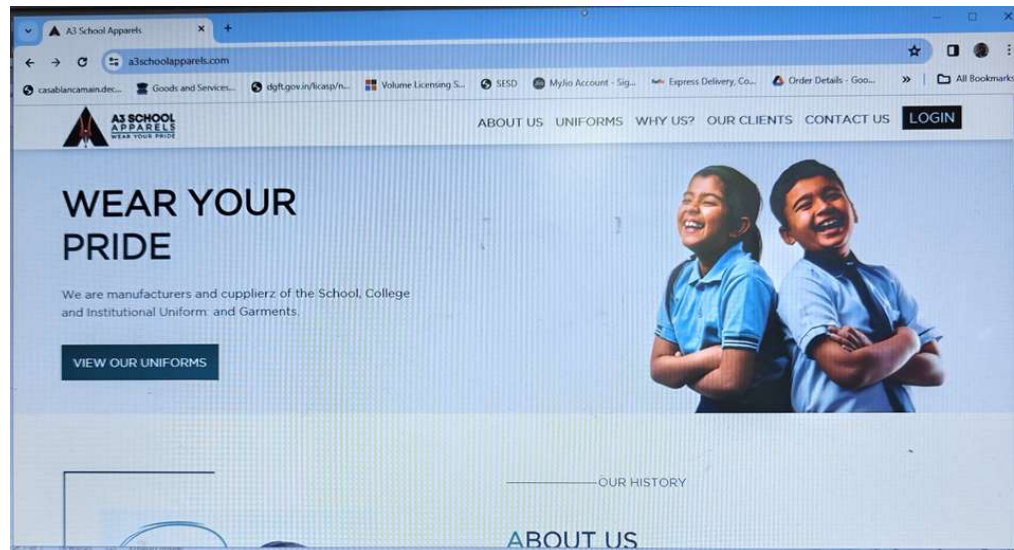 A3 School Apparels
a3schoolapparels.com
casablancamain.dec... Goods and Services... dgft.gov.in/licasp/n... Volume Licensing S... SESD Mylio Account - Sig... Express Delivery, Co... Order Details - Goo... » All Bookmarks
A3 SCHOOL
APPARELS
WEAR YOUR PRIDE
ABOUT US UNIFORMS WHY US? OUR CLIENTS CONTACT US LOGIN
WEAR YOUR
PRIDE
We are manufacturers and cupplierz of the School, College
and Institutional Uniform: and Garments.
VIEW OUR UNIFORMS
OUR HISTORY
ABOUT US